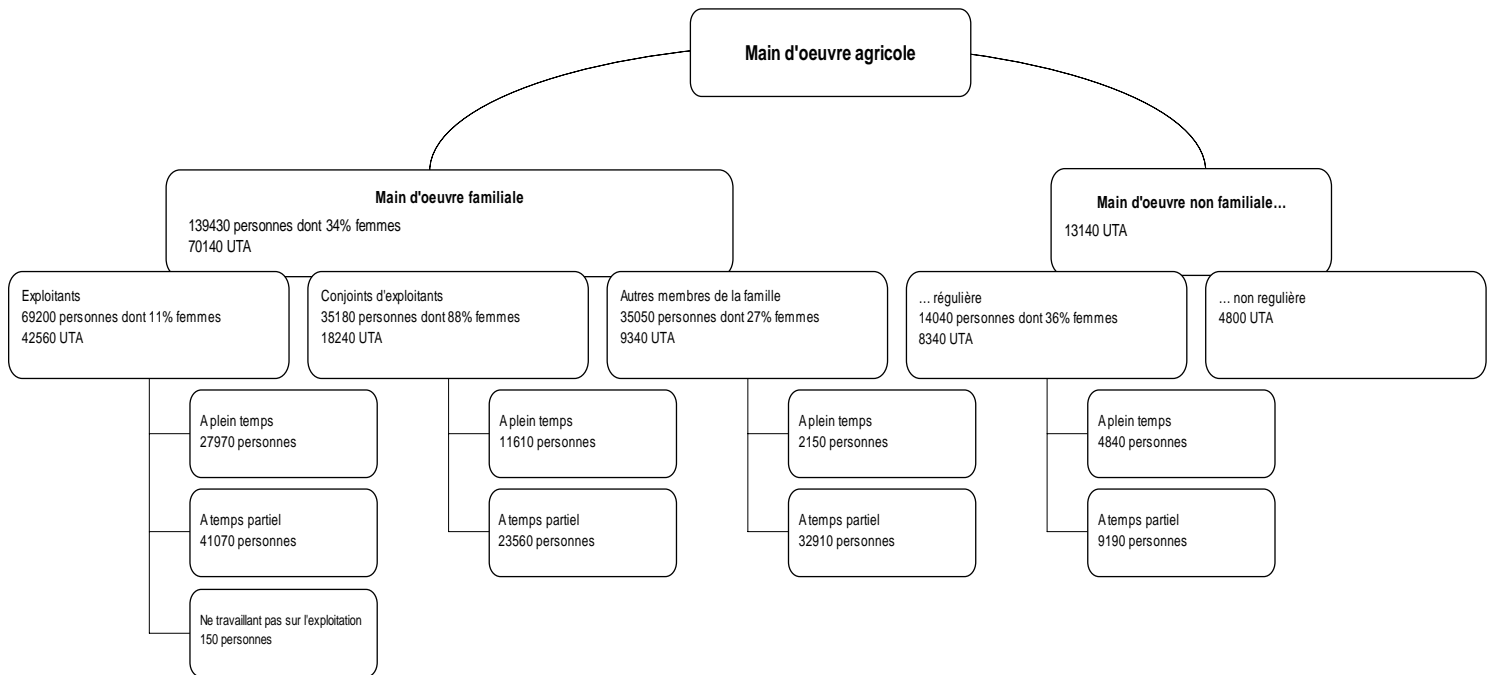 Main d'oeuvre agricole
Main d'oeuvre familiale
139430 personnes dont 34% femmes
70140 UTA
Main d'oeuvre non familiale...
13140 UTA
Exploitants
69200 personnes dont 11% femmes
42560 UTA
Conjoints d'exploitants
35180 personnes dont 88% femmes
18240 UTA
Autres membres de la famille
35050 personnes dont 27% femmes
9340 UTA
... régulière
14040 personnes dont 36% femmes
8340 UTA
... non regulière
4800 UTA
A plein temps
27970 personnes
A plein temps
11610 personnes
A plein temps
2150 personnes
A plein temps
4840 personnes
A temps partiel
41070 personnes
A temps partiel
23560 personnes
A temps partiel
32910 personnes
A temps partiel
9190 personnes
Ne travaillant pas sur l'exploitation
150 personnes